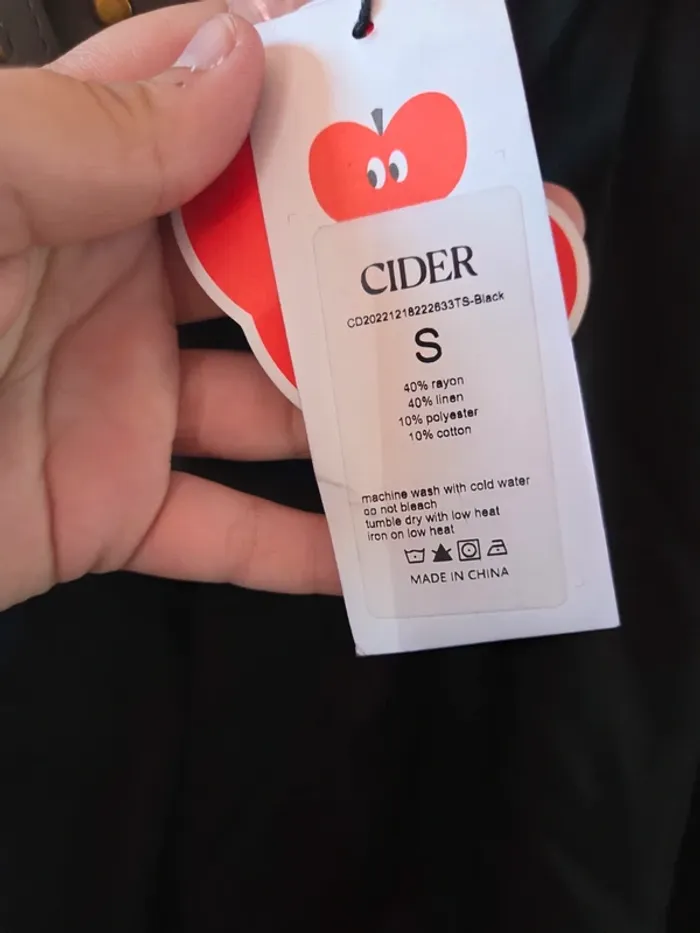 CIDER
CD20221218222633TS-Black
S
40% rayon
40% linen
10% polyester
10% cotton
machine wash with cold water
do not bleach
tumble dry with low heat
iron on low heat
MADE IN CHINA